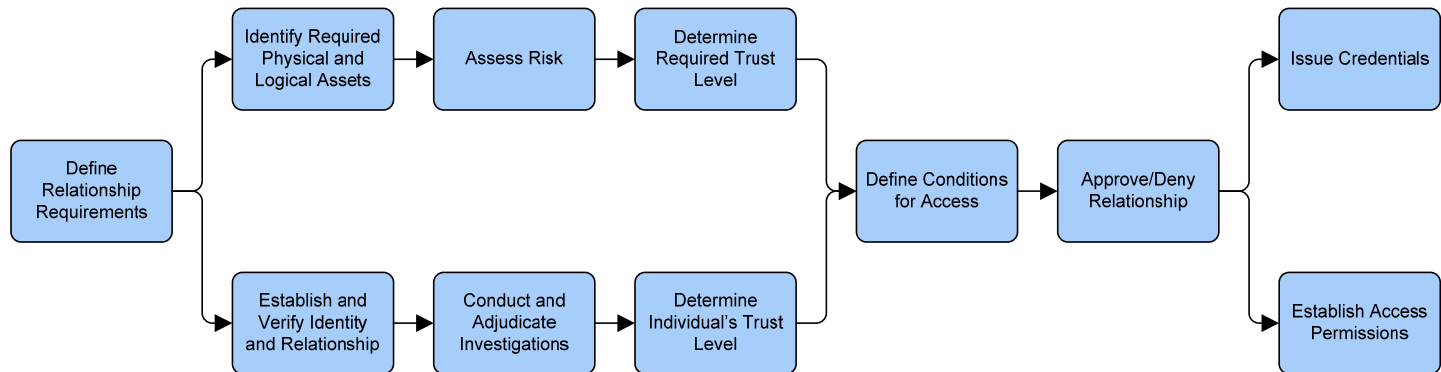 Identify Required
Physical and
Logical Assets
Assess Risk
Determine
Required Trust
Level
Issue Credentials
Define
Relationship
Requirements
Define Conditions
for Access
Approve/Deny
Relationship
Establish and
Verify Identity
and Relationship
Conduct and
Adjudicate
Investigations
Determine
Individual’s Trust
Level
Establish Access
Permissions